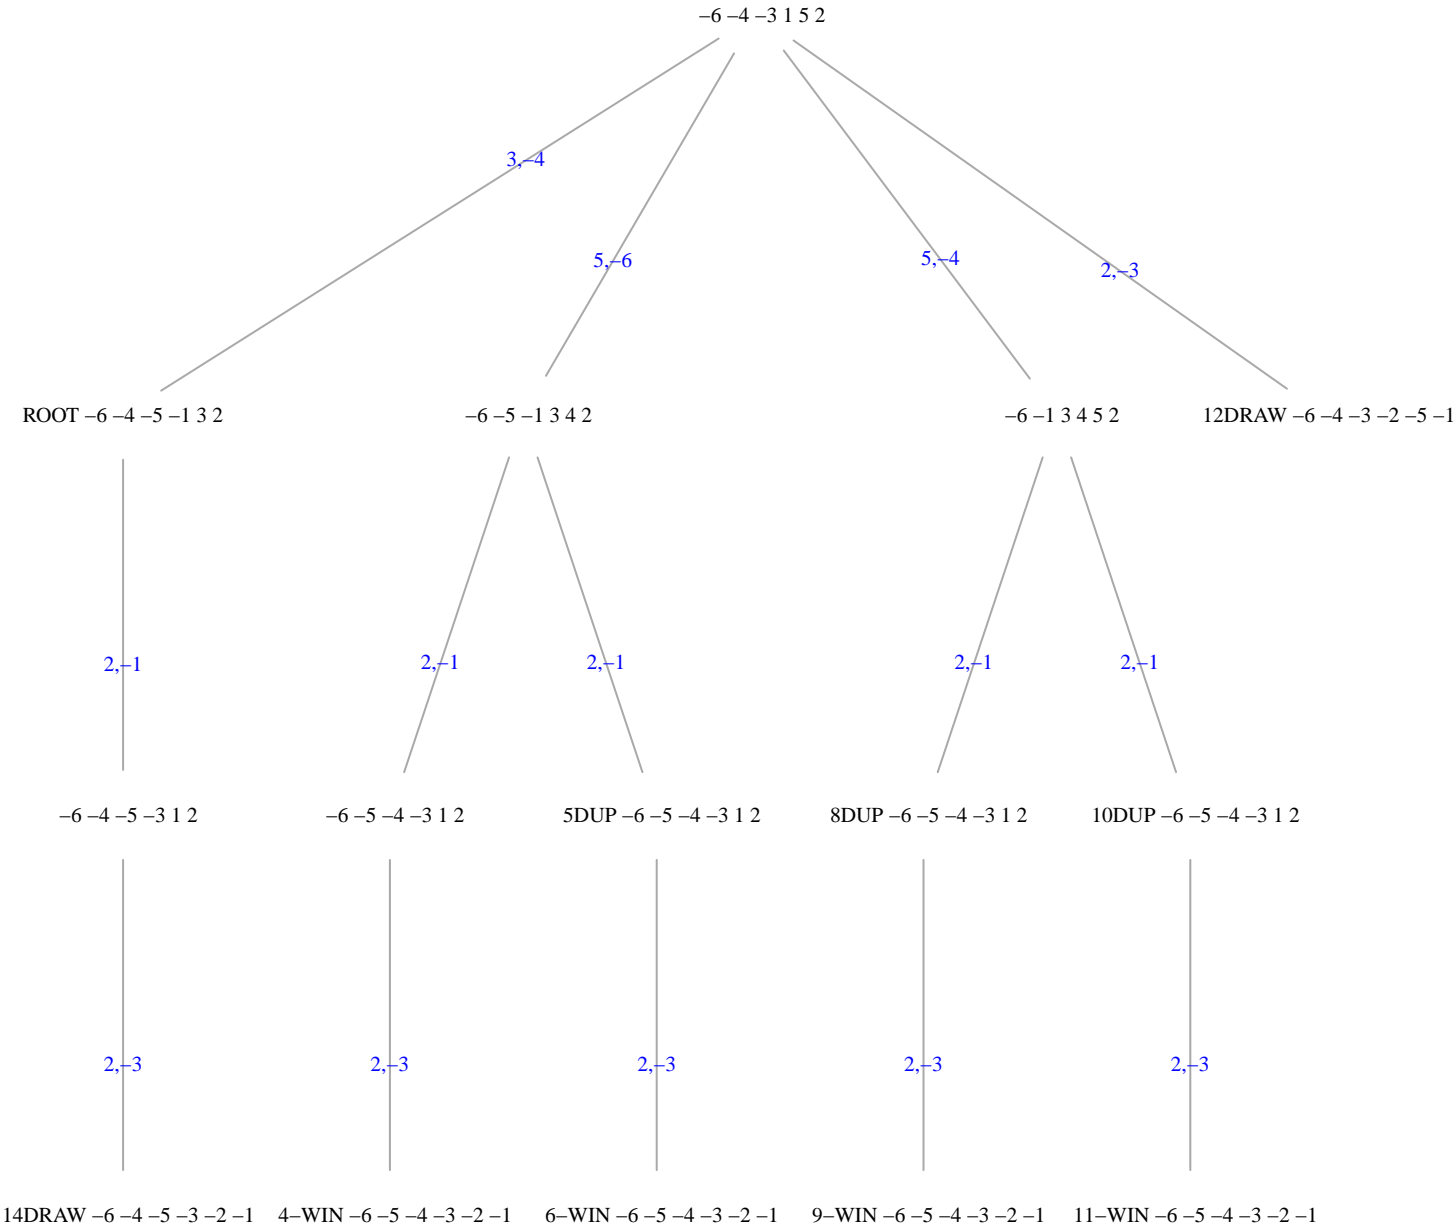 –6 –4 –3 1 5 2
3,–4
5,–6
5,–4
2,–3
ROOT –6 –4 –5 –1 3 2
–6 –5 –1 3 4 2
–6 –1 3 4 5 2
12DRAW –6 –4 –3 –2 –5 –1
2,–1
2,–1
2,–1
2,–1
2,–1
–6 –4 –5 –3 1 2
–6 –5 –4 –3 1 2
5DUP –6 –5 –4 –3 1 2
8DUP –6 –5 –4 –3 1 2
10DUP –6 –5 –4 –3 1 2
2,–3
2,–3
2,–3
2,–3
2,–3
14DRAW –6 –4 –5 –3 –2 –1
4–WIN –6 –5 –4 –3 –2 –1
6–WIN –6 –5 –4 –3 –2 –1
9–WIN –6 –5 –4 –3 –2 –1
11–WIN –6 –5 –4 –3 –2 –1